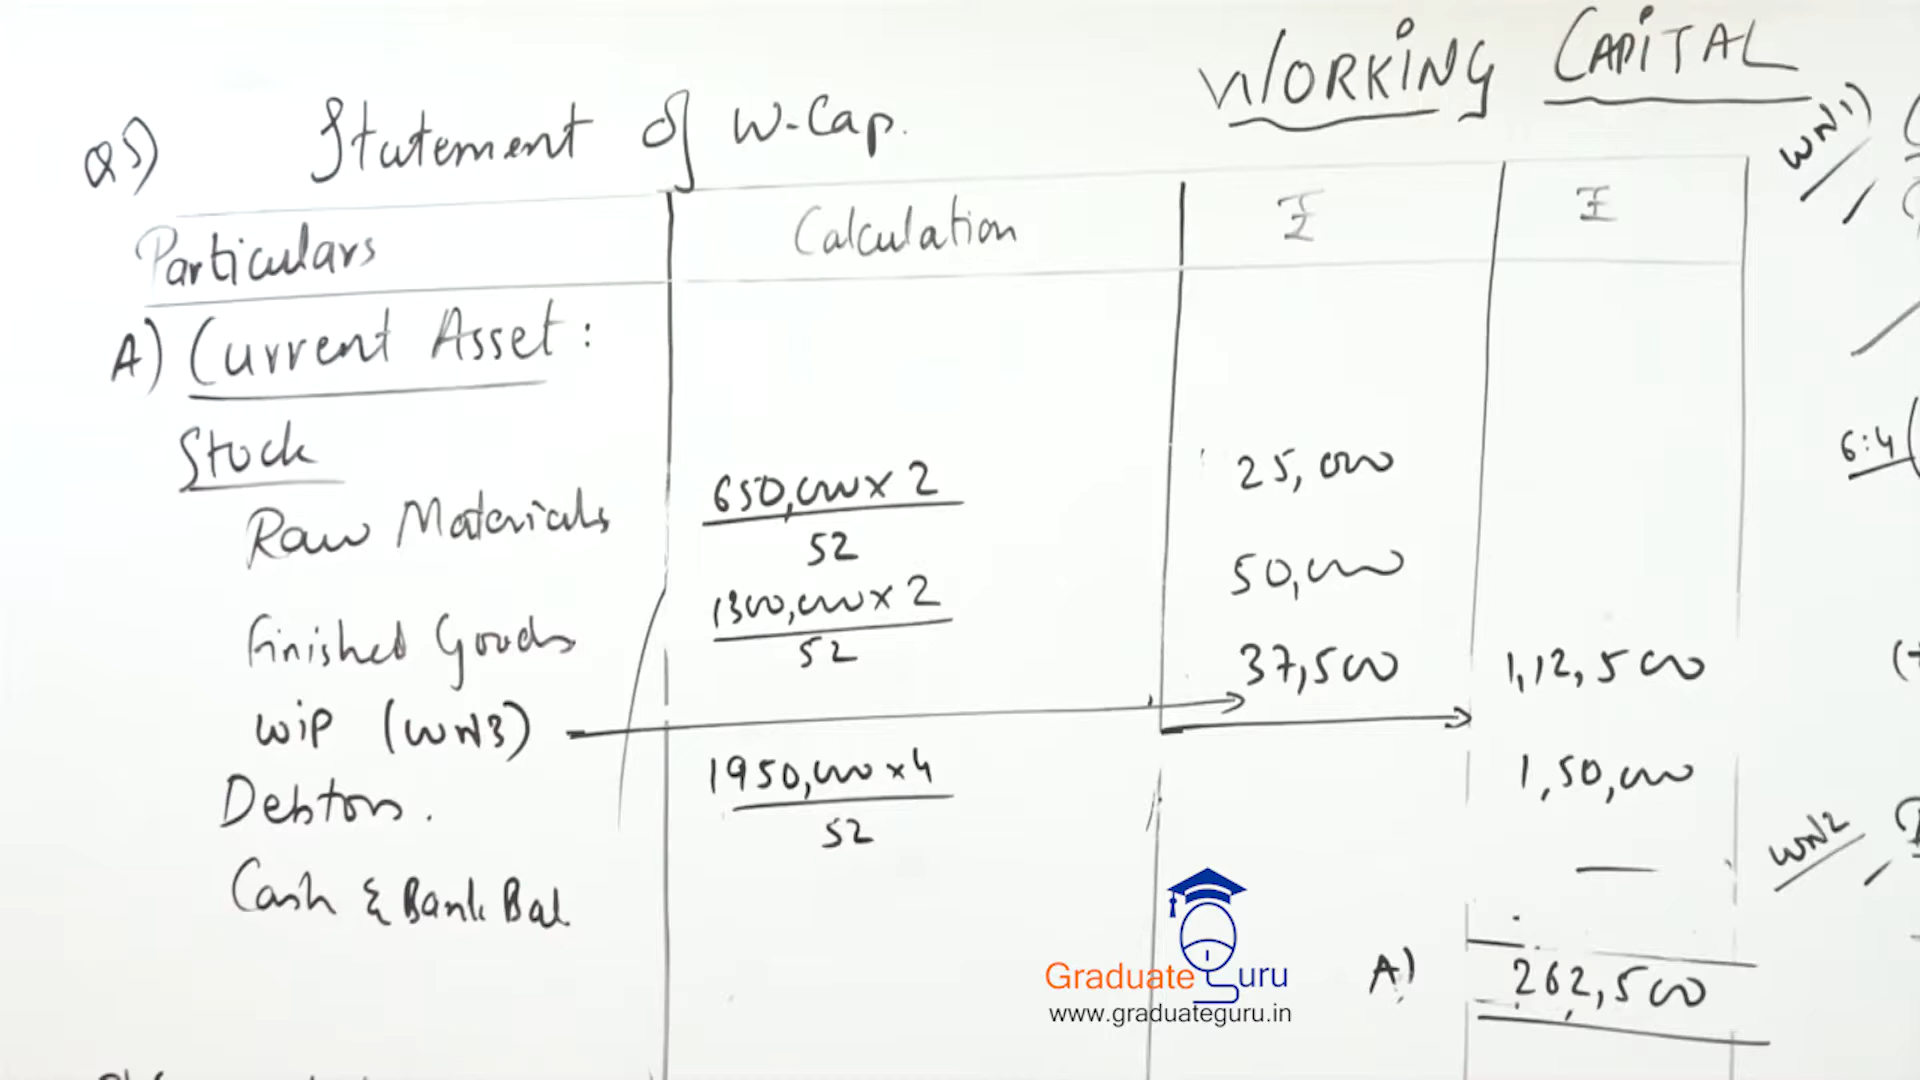 WORKING CAPITAL
Q5) Statement of W-Cap.
WN1)
Particulars Calculation ₹ ₹
A) Current Asset:
Stock
Raw Materials 650,000 x 2 25,000
52
6:4
Finished Goods 1300,000 x 2 50,000
52
WIP (WN3) 37,500 1,12,500
Debtors. 1950,000 x 4 1,50,000
52
WN2
Cash & Bank Bal —
A) 262,500
GraduateGuru
www.graduateguru.in